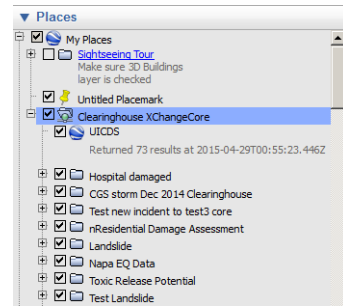 Places
My Places
Sightseeing Tour
Make sure 3D Buildings
layer is checked
Untitled Placemark
Clearinghouse XChangeCore
UICDS
Returned 73 results at 2015-04-29T00:55:23.446Z
Hospital damaged
CGS storm Dec 2014 Clearinghouse
Test new incident to test3 core
nResidential Damage Assessment
Landslide
Napa EQ Data
Toxic Release Potential
Test Landslide